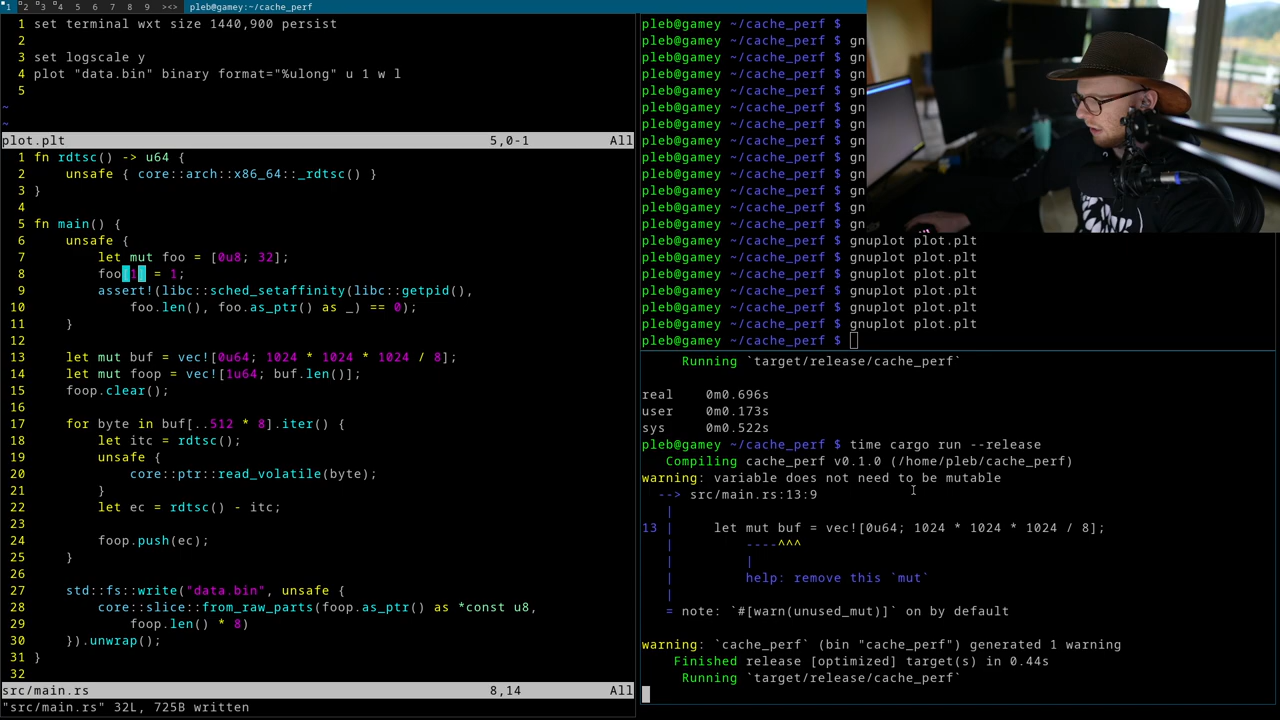 1 2 3 4 5 6 7 8 9 ><> pleb@gamey:~/cache_perf
1 set terminal wxt size 1440,900 persist
2
3 set logscale y
4 plot "data.bin" binary format="%ulong" u 1 w l
5
~
~
plot.plt 5,0-1 All
1 fn rdtsc() -> u64 {
2     unsafe { core::arch::x86_64::_rdtsc() }
3 }
4
5 fn main() {
6     unsafe {
7         let mut foo = [0u8; 32];
8         foo[1] = 1;
9         assert!(libc::sched_setaffinity(libc::getpid(),
10             foo.len(), foo.as_ptr() as _) == 0);
11     }
12
13     let mut buf = vec![0u64; 1024 * 1024 * 1024 / 8];
14     let mut foop = vec![1u64; buf.len()];
15     foop.clear();
16
17     for byte in buf[..512 * 8].iter() {
18         let itc = rdtsc();
19         unsafe {
20             core::ptr::read_volatile(byte);
21         }
22         let ec = rdtsc() - itc;
23
24         foop.push(ec);
25     }
26
27     std::fs::write("data.bin", unsafe {
28         core::slice::from_raw_parts(foop.as_ptr() as *const u8,
29             foop.len() * 8)
30     }).unwrap();
31 }
32
src/main.rs 8,14 All
"src/main.rs" 32L, 725B written
pleb@gamey ~/cache_perf $
pleb@gamey ~/cache_perf $ gn
pleb@gamey ~/cache_perf $ gn
pleb@gamey ~/cache_perf $ gn
pleb@gamey ~/cache_perf $ gn
pleb@gamey ~/cache_perf $ gn
pleb@gamey ~/cache_perf $ gn
pleb@gamey ~/cache_perf $ gn
pleb@gamey ~/cache_perf $ gn
pleb@gamey ~/cache_perf $ gn
pleb@gamey ~/cache_perf $ gn
pleb@gamey ~/cache_perf $ gn
pleb@gamey ~/cache_perf $ gn
pleb@gamey ~/cache_perf $ gnuplot plot.plt
pleb@gamey ~/cache_perf $ gnuplot plot.plt
pleb@gamey ~/cache_perf $ gnuplot plot.plt
pleb@gamey ~/cache_perf $ gnuplot plot.plt
pleb@gamey ~/cache_perf $ gnuplot plot.plt
pleb@gamey ~/cache_perf $ gnuplot plot.plt
pleb@gamey ~/cache_perf $
Running `target/release/cache_perf`
real 0m0.696s
user 0m0.173s
sys 0m0.522s
pleb@gamey ~/cache_perf $ time cargo run --release
Compiling cache_perf v0.1.0 (/home/pleb/cache_perf)
warning: variable does not need to be mutable
--> src/main.rs:13:9
|
13 |     let mut buf = vec![0u64; 1024 * 1024 * 1024 / 8];
|         ----^^^
|         |
|         help: remove this `mut`
|
= note: `#[warn(unused_mut)]` on by default
warning: `cache_perf` (bin "cache_perf") generated 1 warning
Finished release [optimized] target(s) in 0.44s
Running `target/release/cache_perf`